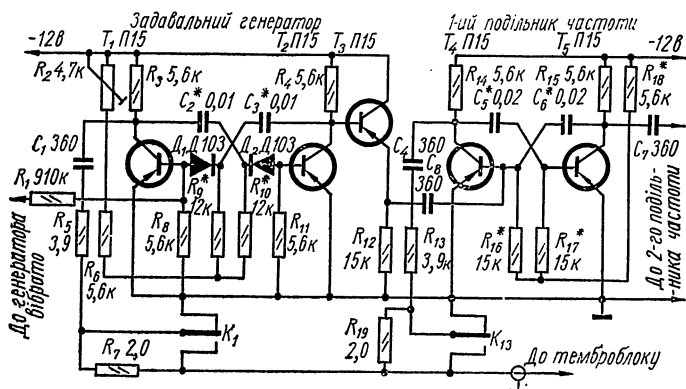 Задавальний генератор
1-ий подільник частоти
-12в
T₁ П15
T₂ П15
T₃ П15
T₄ П15
T₅ П15
-12в
R₂ 4,7к
R₃ 5,6к
C₂* 0,01
C₃* 0,01
R₄ 5,6к
R₁₄ 5,6к
R₁₅ 5,6к
R₁₈* 5,6к
C₅* 0,02
C₆* 0,02
C₁ 360
Д₁ Д103
Д₂ Д103
C₄ 360
C₈ 360
C₇ 360
R₁ 910к
R₉* 12к
R₁₀* 12к
R₅ 3,9
R₆ 5,6к
R₈ 5,6к
R₁₁ 5,6к
R₁₂ 15к
R₁₃ 3,9к
R₁₆* 15к
R₁₇* 15к
До генератора вібрато
До 2-го поділь-
ника частоти
K₁
R₇ 2,0
R₁₉ 2,0
K₁₃
До темброблоку